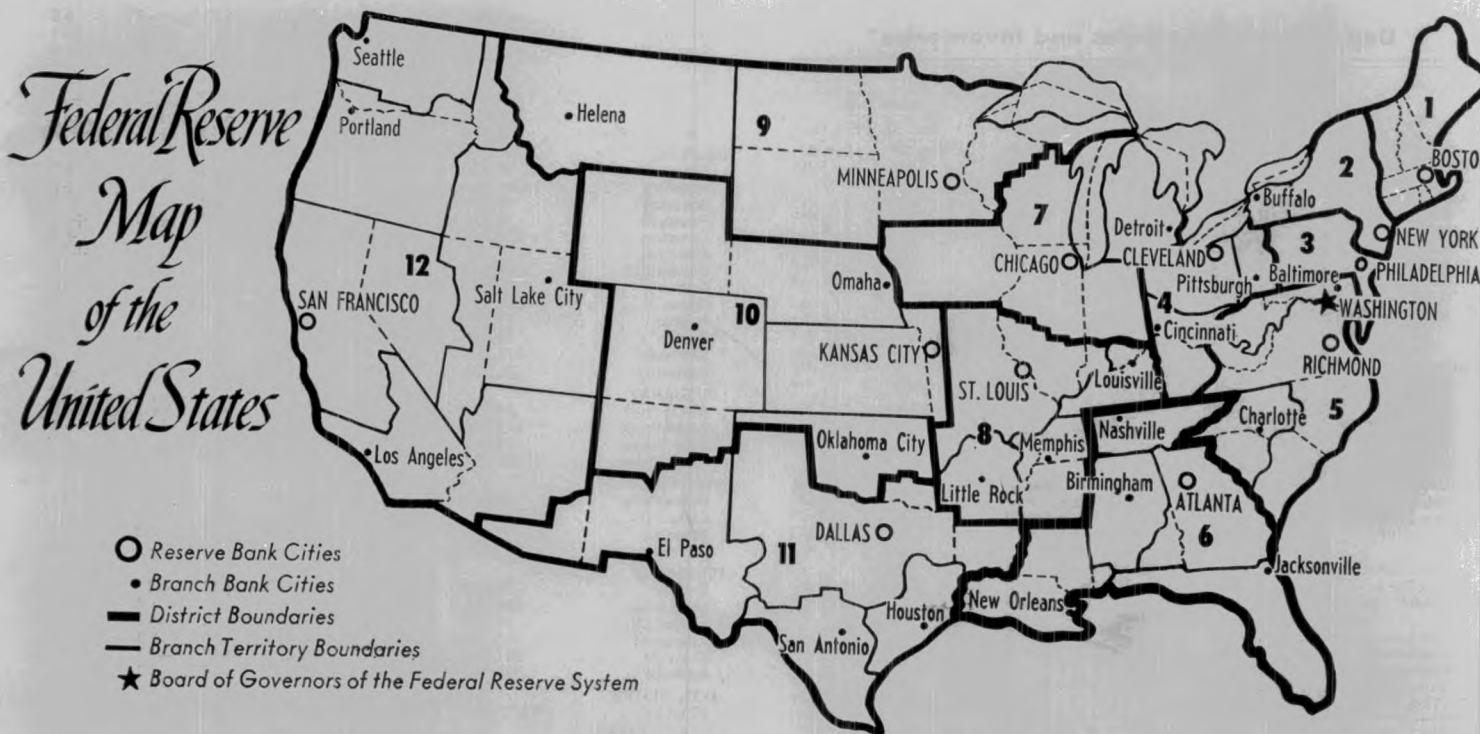 Federal Reserve
Map
of the
United States
Seattle
Portland
Helena
9
MINNEAPOLIS
1
BOSTO
2
Buffalo
NEW YORK
7
Detroit
CLEVELAND
3
PHILADELPHIA
CHICAGO
Pittsburgh
Baltimore
WASHINGTON
12
Salt Lake City
Omaha
SAN FRANCISCO
10
Denver
KANSAS CITY
4
Cincinnati
RICHMOND
ST. LOUIS
Louisville
5
Charlotte
Nashville
Los Angeles
Oklahoma City
8
Memphis
Little Rock
Birmingham
ATLANTA
6
DALLAS
El Paso
11
Jacksonville
Houston
New Orleans
San Antonio
Reserve Bank Cities
Branch Bank Cities
District Boundaries
Branch Territory Boundaries
Board of Governors of the Federal Reserve System